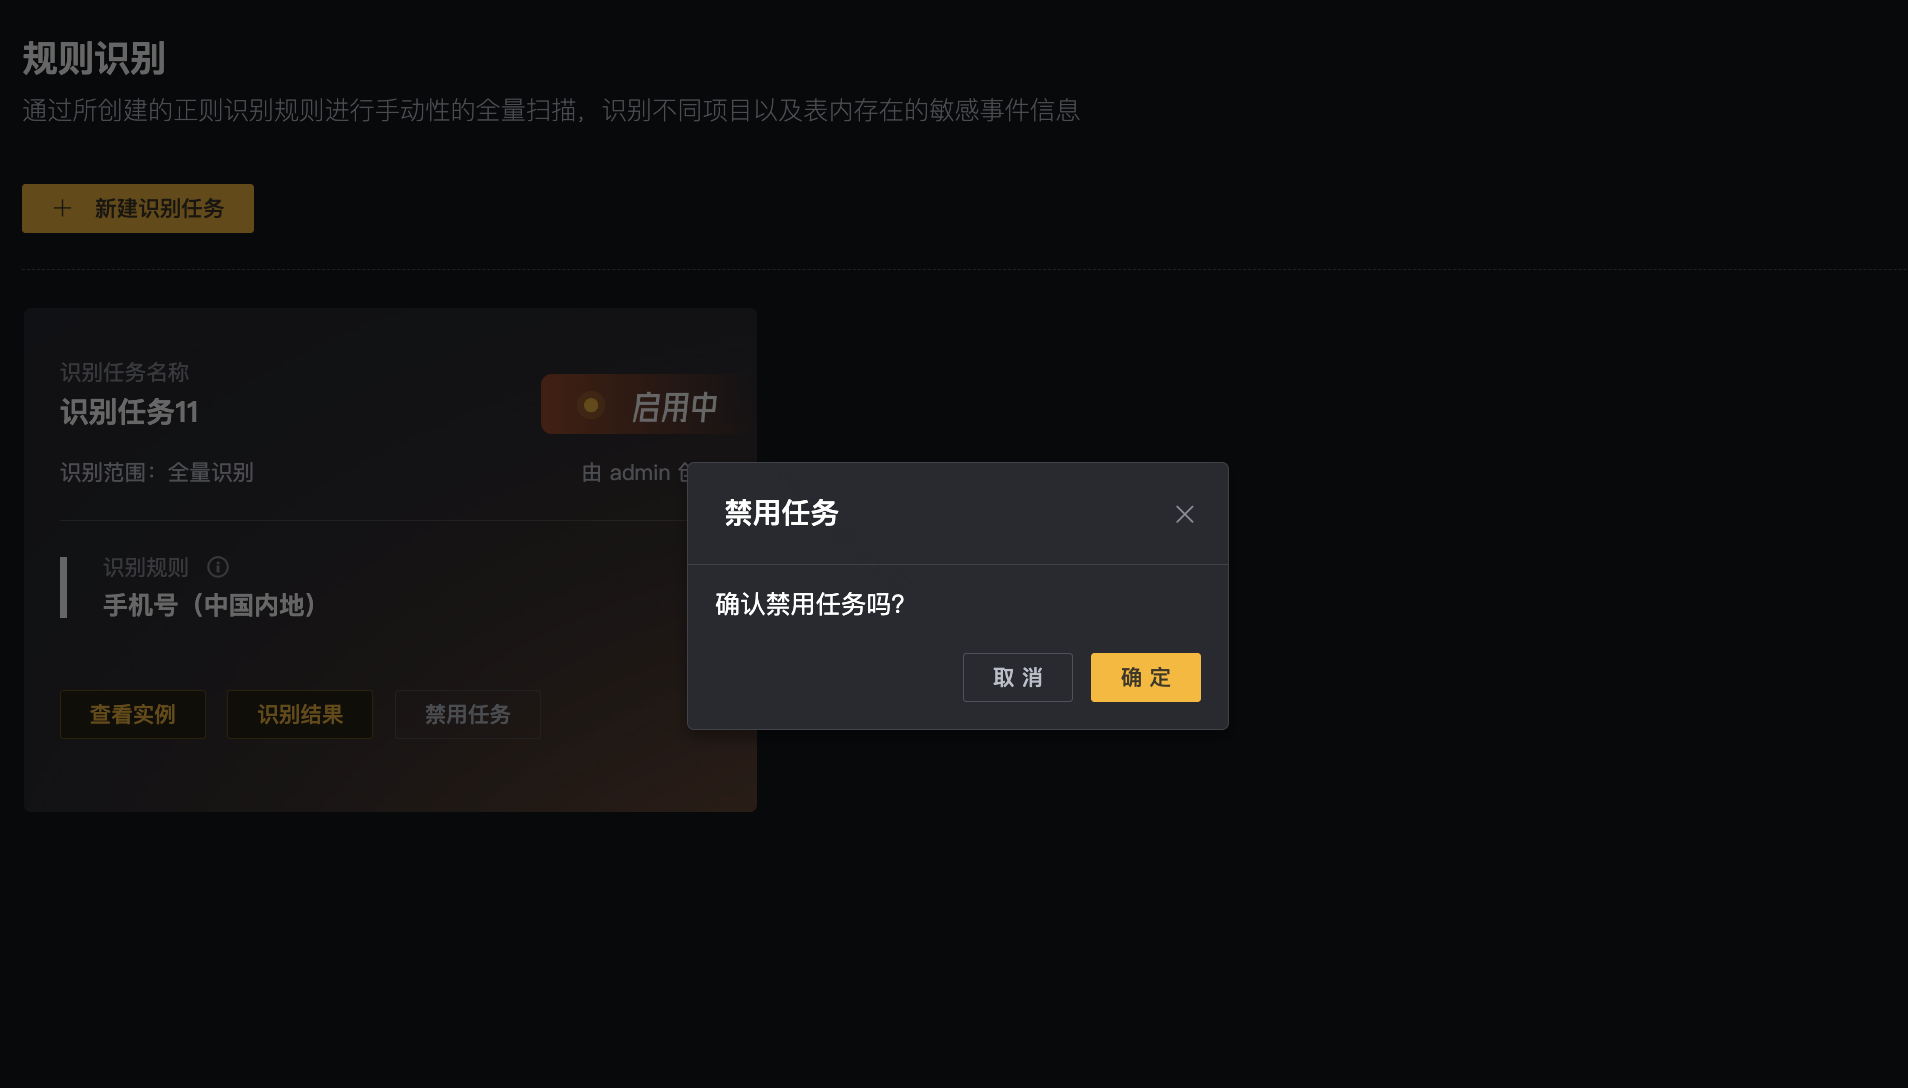 规则识别
通过所创建的正则识别规则进行手动性的全量扫描，识别不同项目以及表内存在的敏感事件信息
新建识别任务
识别任务名称
识别任务11
启用中
识别范围：全量识别
由 admin
识别规则
手机号（中国内地）
查看实例
识别结果
禁用任务
禁用任务
确认禁用任务吗？
取 消
确 定